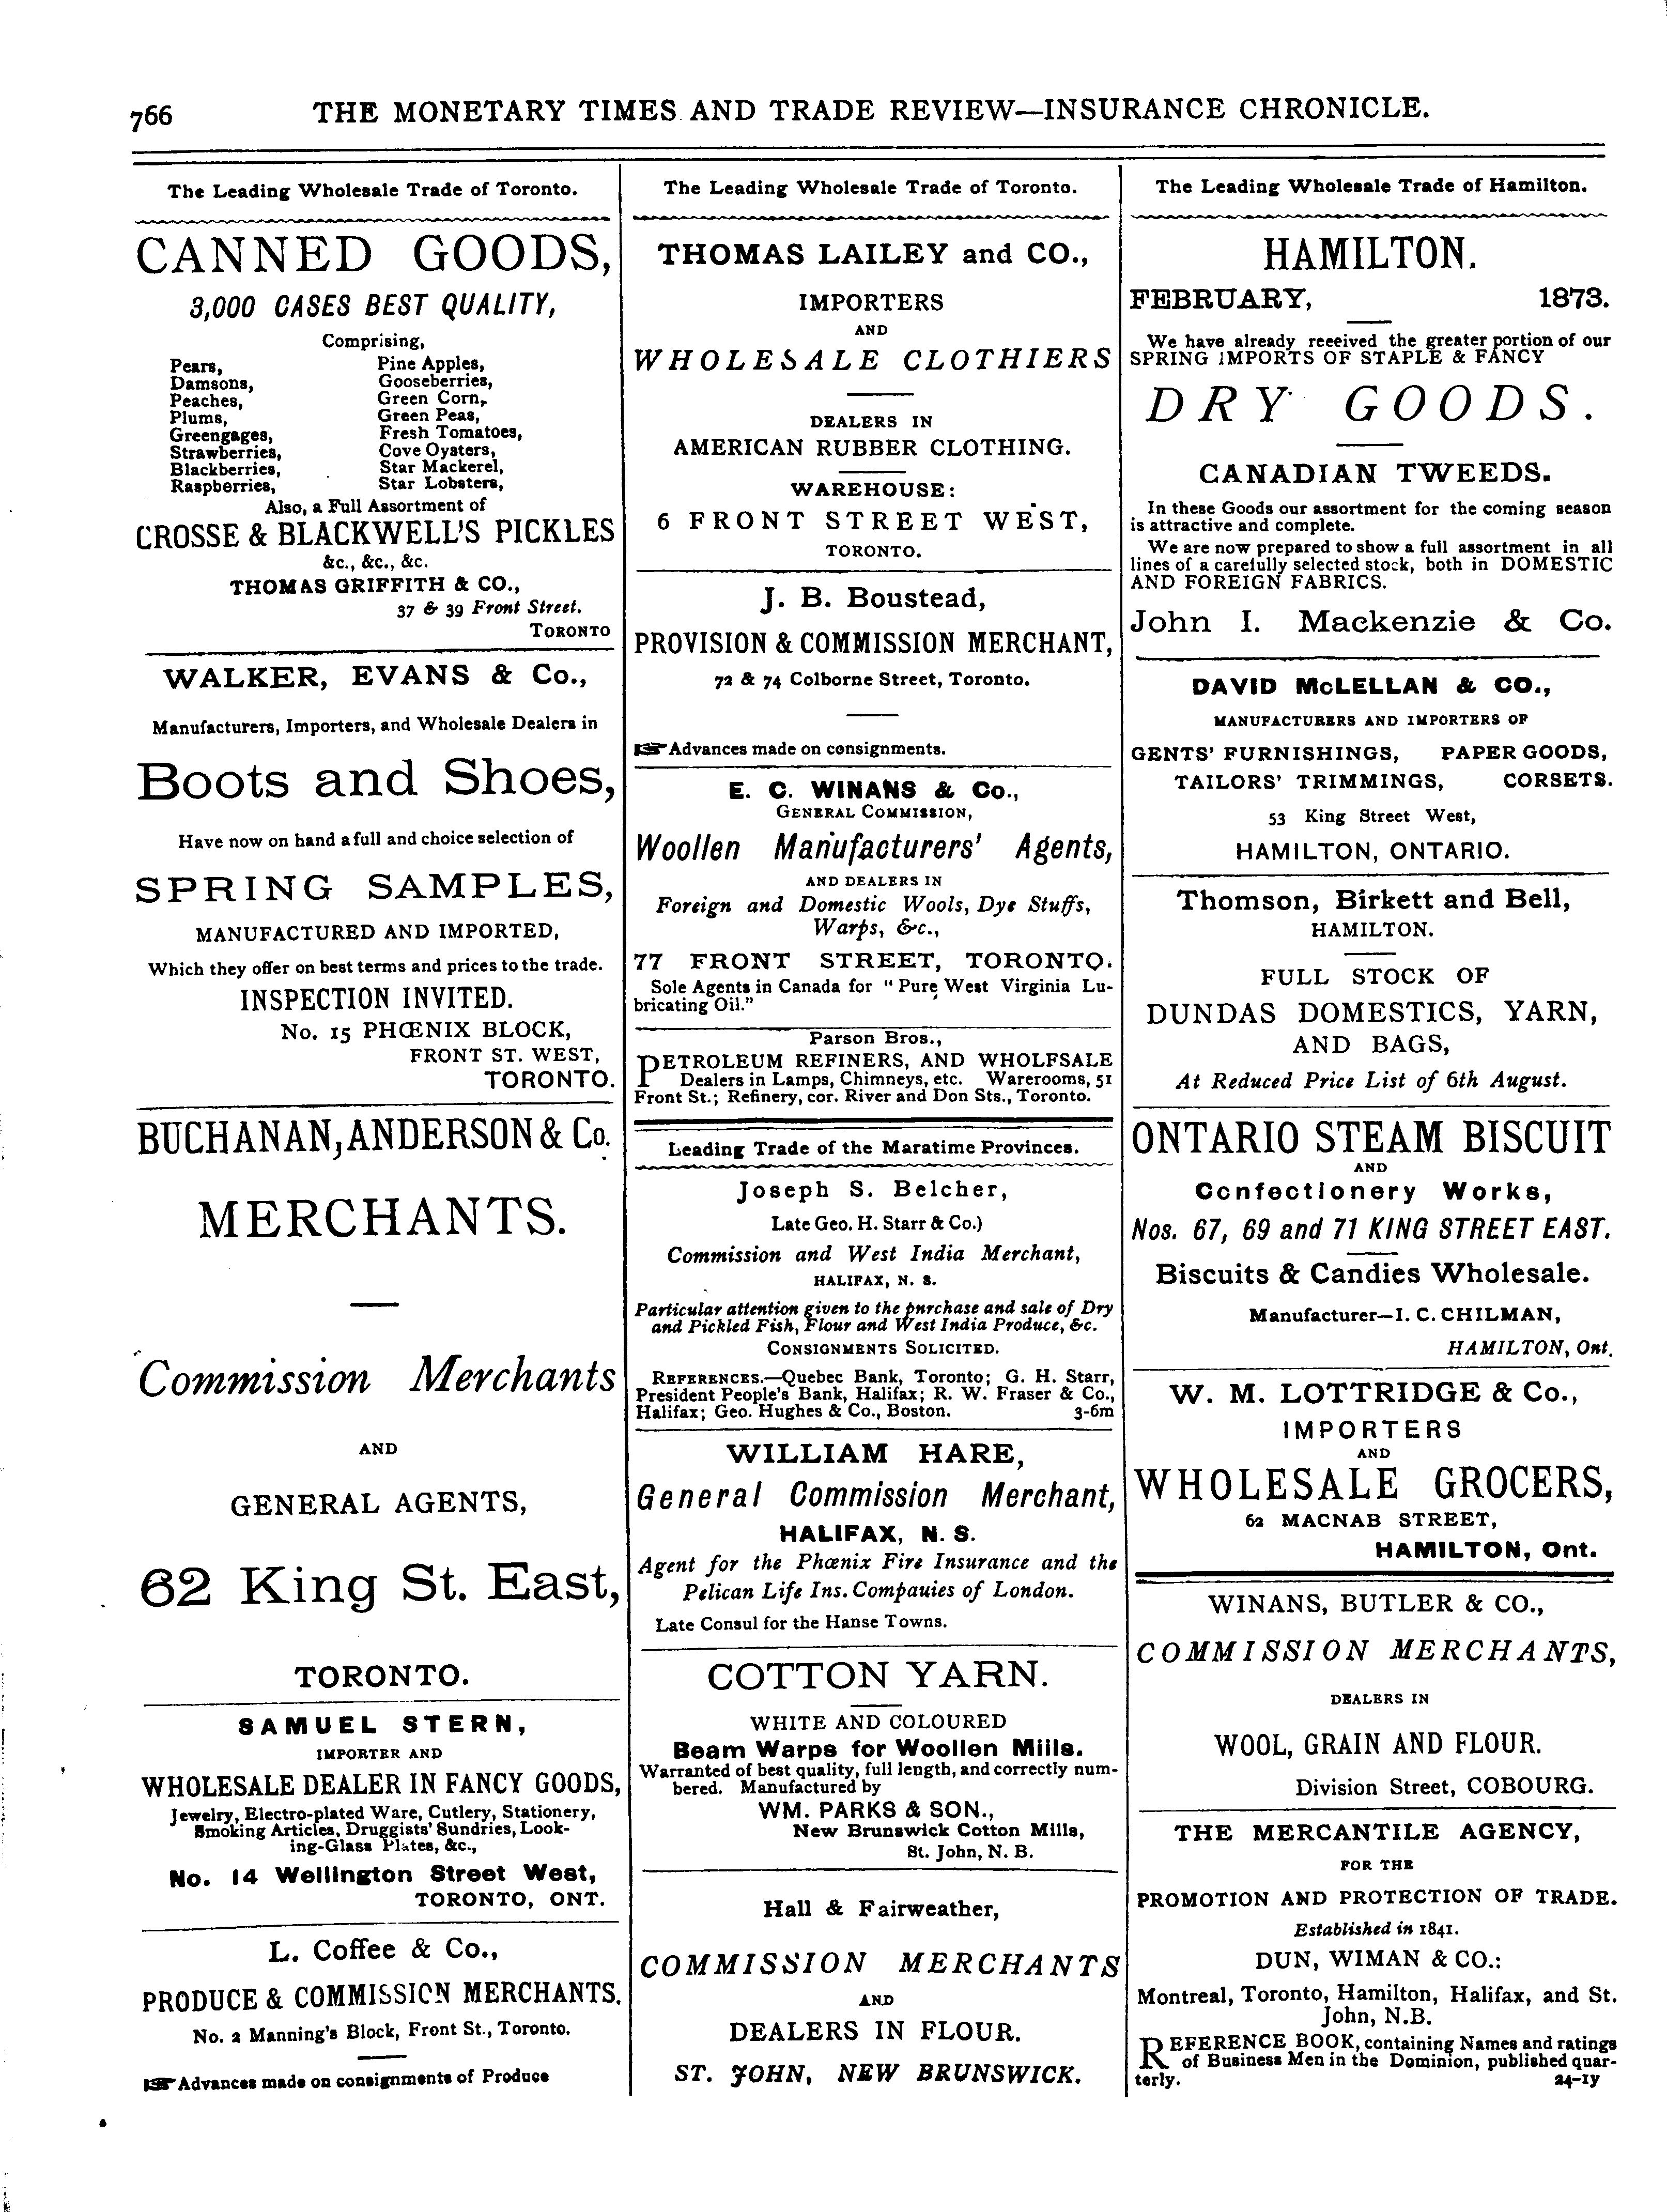 766
THE MONETARY TIMES AND TRADE REVIEW—INSURANCE CHRONICLE.
The Leading Wholesale Trade of Toronto.
CANNED GOODS,
3,000 CASES BEST QUALITY,
Comprising,
Pears, Pine Apples,
Damsons, Gooseberries,
Peaches, Green Corn,
Plums, Green Peas,
Greengages, Fresh Tomatoes,
Strawberries, Cove Oysters,
Blackberries, Star Mackerel,
Raspberries, Star Lobsters,
Also, a Full Assortment of
CROSSE & BLACKWELL'S PICKLES
&c., &c., &c.
THOMAS GRIFFITH & CO.,
37 & 39 Front Street.
TORONTO
WALKER, EVANS & Co.,
Manufacturers, Importers, and Wholesale Dealers in
Boots and Shoes,
Have now on hand a full and choice selection of
SPRING SAMPLES,
MANUFACTURED AND IMPORTED,
Which they offer on best terms and prices to the trade.
INSPECTION INVITED.
No. 15 PHŒNIX BLOCK,
FRONT ST. WEST,
TORONTO.
BUCHANAN, ANDERSON & Co.
MERCHANTS.
Commission Merchants
AND
GENERAL AGENTS,
62 King St. East,
TORONTO.
SAMUEL STERN,
IMPORTER AND
WHOLESALE DEALER IN FANCY GOODS,
Jewelry, Electro-plated Ware, Cutlery, Stationery,
Smoking Articles, Druggists' Sundries, Look-
ing-Glass Plates, &c.,
No. 14 Wellington Street West,
TORONTO, ONT.
L. Coffee & Co.,
PRODUCE & COMMISSION MERCHANTS.
No. 2 Manning's Block, Front St., Toronto.
☞ Advances made on consignments of Produce
The Leading Wholesale Trade of Toronto.
THOMAS LAILEY and CO.,
IMPORTERS
AND
WHOLESALE CLOTHIERS
DEALERS IN
AMERICAN RUBBER CLOTHING.
WAREHOUSE:
6 FRONT STREET WEST,
TORONTO.
J. B. Boustead,
PROVISION & COMMISSION MERCHANT,
72 & 74 Colborne Street, Toronto.
☞ Advances made on consignments.
E. C. WINANS & Co.,
GENERAL COMMISSION,
Woollen Manufacturers' Agents,
AND DEALERS IN
Foreign and Domestic Wools, Dye Stuffs,
Warps, &c.,
77 FRONT STREET, TORONTO.
Sole Agents in Canada for "Pure West Virginia Lu-
bricating Oil."
Parson Bros.,
PETROLEUM REFINERS, AND WHOLFSALE
Dealers in Lamps, Chimneys, etc. Warerooms, 51
Front St.; Refinery, cor. River and Don Sts., Toronto.
Leading Trade of the Maratime Provinces.
Joseph S. Belcher,
Late Geo. H. Starr & Co.)
Commission and West India Merchant,
HALIFAX, N. S.
Particular attention given to the pnrchase and sale of Dry
and Pickled Fish, Flour and West India Produce, &c.
CONSIGNMENTS SOLICITED.
REFERENCES.—Quebec Bank, Toronto; G. H. Starr,
President People's Bank, Halifax; R. W. Fraser & Co.,
Halifax; Geo. Hughes & Co., Boston. 3-6m
WILLIAM HARE,
General Commission Merchant,
HALIFAX, N. S.
Agent for the Phœnix Fire Insurance and the
Pelican Life Ins. Compauies of London.
Late Consul for the Hanse Towns.
COTTON YARN.
WHITE AND COLOURED
Beam Warps for Woollen Mills.
Warranted of best quality, full length, and correctly num-
bered. Manufactured by
WM. PARKS & SON.,
New Brunswick Cotton Mills,
St. John, N. B.
Hall & Fairweather,
COMMISSION MERCHANTS
AND
DEALERS IN FLOUR.
ST. JOHN, NEW BRUNSWICK.
The Leading Wholesale Trade of Hamilton.
HAMILTON.
FEBRUARY, 1873.
We have already reeeived the greater portion of our
SPRING IMPORTS OF STAPLE & FANCY
DRY GOODS.
CANADIAN TWEEDS.
In these Goods our assortment for the coming season
is attractive and complete.
We are now prepared to show a full assortment in all
lines of a carefully selected stock, both in DOMESTIC
AND FOREIGN FABRICS.
John I. Mackenzie & Co.
DAVID McLELLAN & CO.,
MANUFACTURERS AND IMPORTERS OF
GENTS' FURNISHINGS, PAPER GOODS,
TAILORS' TRIMMINGS, CORSETS.
53 King Street West,
HAMILTON, ONTARIO.
Thomson, Birkett and Bell,
HAMILTON.
FULL STOCK OF
DUNDAS DOMESTICS, YARN,
AND BAGS,
At Reduced Price List of 6th August.
ONTARIO STEAM BISCUIT
AND
Confectionery Works,
Nos. 67, 69 and 71 KING STREET EAST.
Biscuits & Candies Wholesale.
Manufacturer—I. C. CHILMAN,
HAMILTON, Ont.
W. M. LOTTRIDGE & Co.,
IMPORTERS
AND
WHOLESALE GROCERS,
62 MACNAB STREET,
HAMILTON, Ont.
WINANS, BUTLER & CO.,
COMMISSION MERCHANTS,
DEALERS IN
WOOL, GRAIN AND FLOUR.
Division Street, COBOURG.
THE MERCANTILE AGENCY,
FOR THE
PROMOTION AND PROTECTION OF TRADE.
Established in 1841.
DUN, WIMAN & CO.:
Montreal, Toronto, Hamilton, Halifax, and St.
John, N.B.
REFERENCE BOOK, containing Names and ratings
of Business Men in the Dominion, published quar-
terly. 24-1y